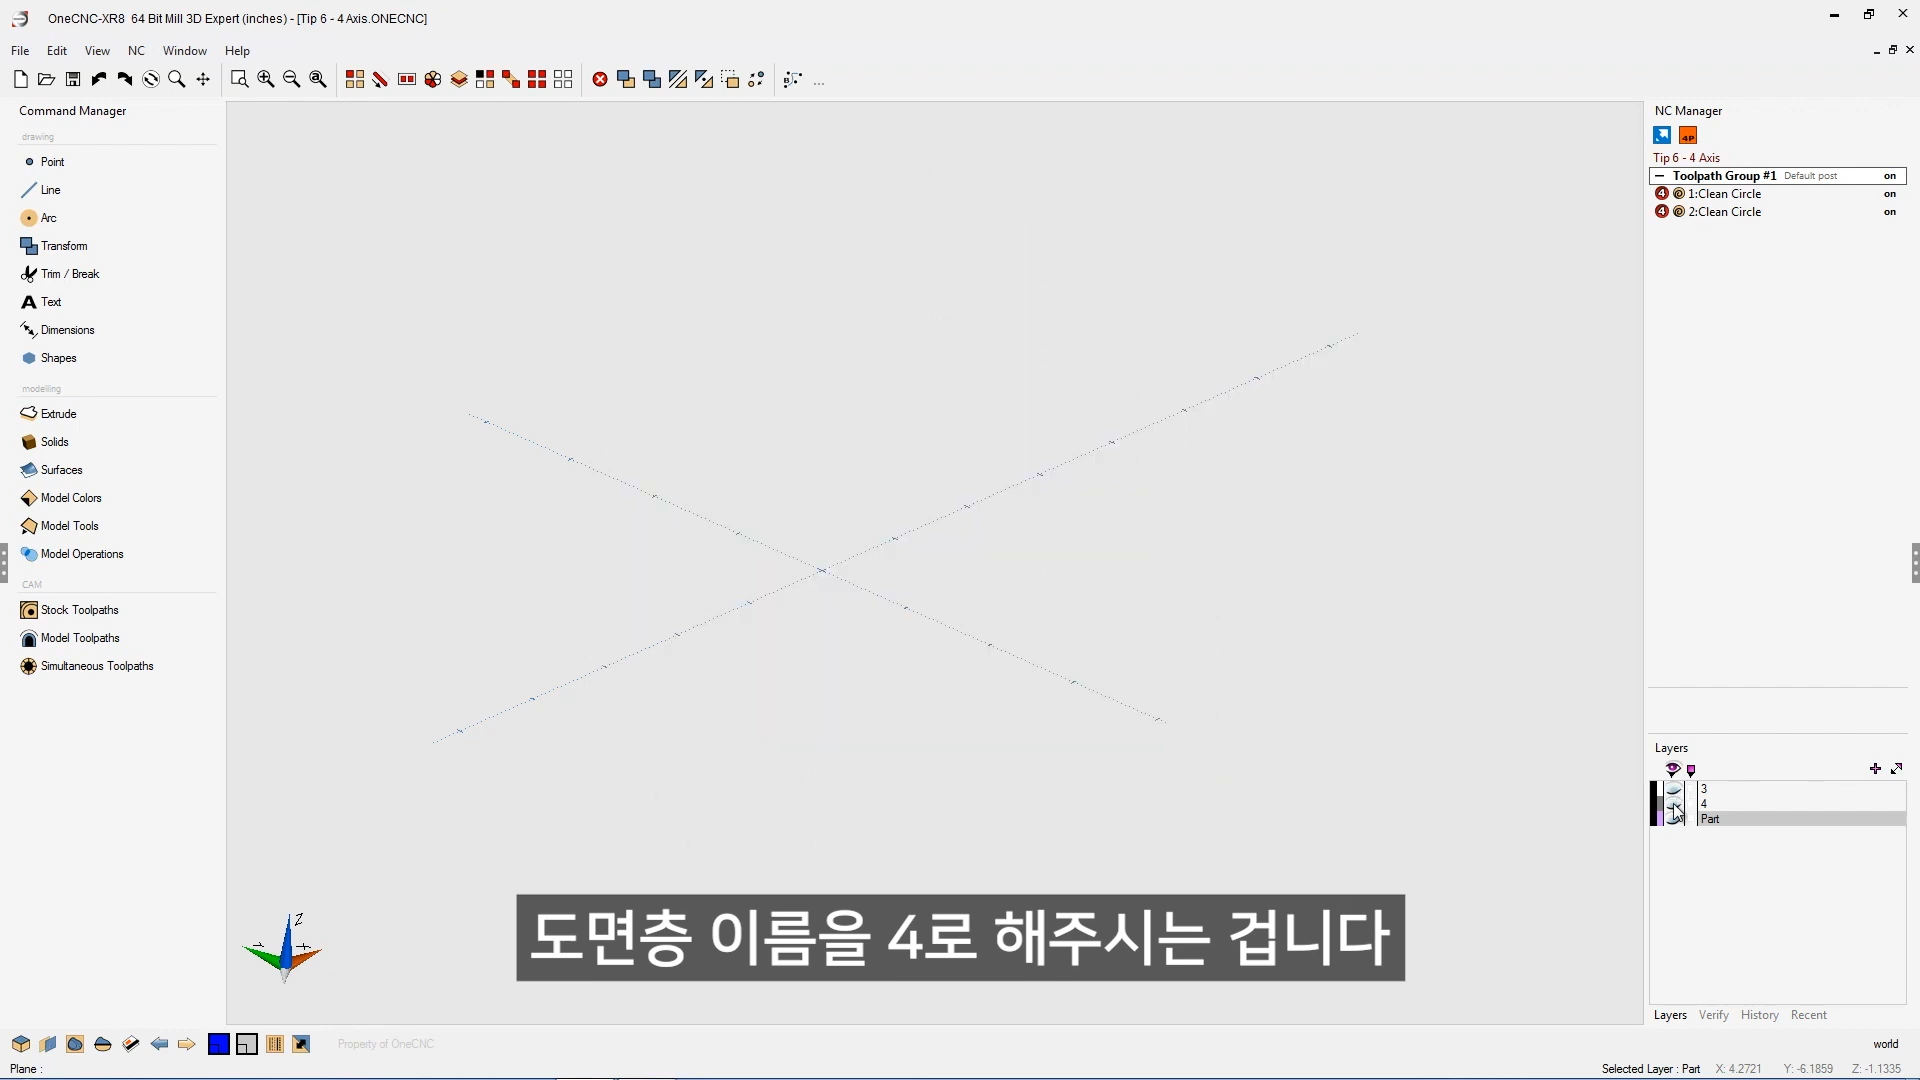 OneCNC-XR8 64 Bit Mill 3D Expert (inches) - [Tip 6 - 4 Axis.ONECNC]
File Edit View NC Window Help
Command Manager
drawing
Point
Line
Arc
Transform
Trim / Break
Text
Dimensions
Shapes
modelling
Extrude
Solids
Surfaces
Model Colors
Model Tools
Model Operations
CAM
Stock Toolpaths
Model Toolpaths
Simultaneous Toolpaths
NC Manager
4P
Tip 6 - 4 Axis
Toolpath Group #1 Default post on
4 1:Clean Circle on
4 2:Clean Circle on
Layers
3
4
Part
Layers Verify History Recent
Z
도면층 이름을 4로 해주시는 겁니다
Property of OneCNC
world
Plane :
Selected Layer : Part X: 4.2721 Y: -6.1859 Z: -1.1335